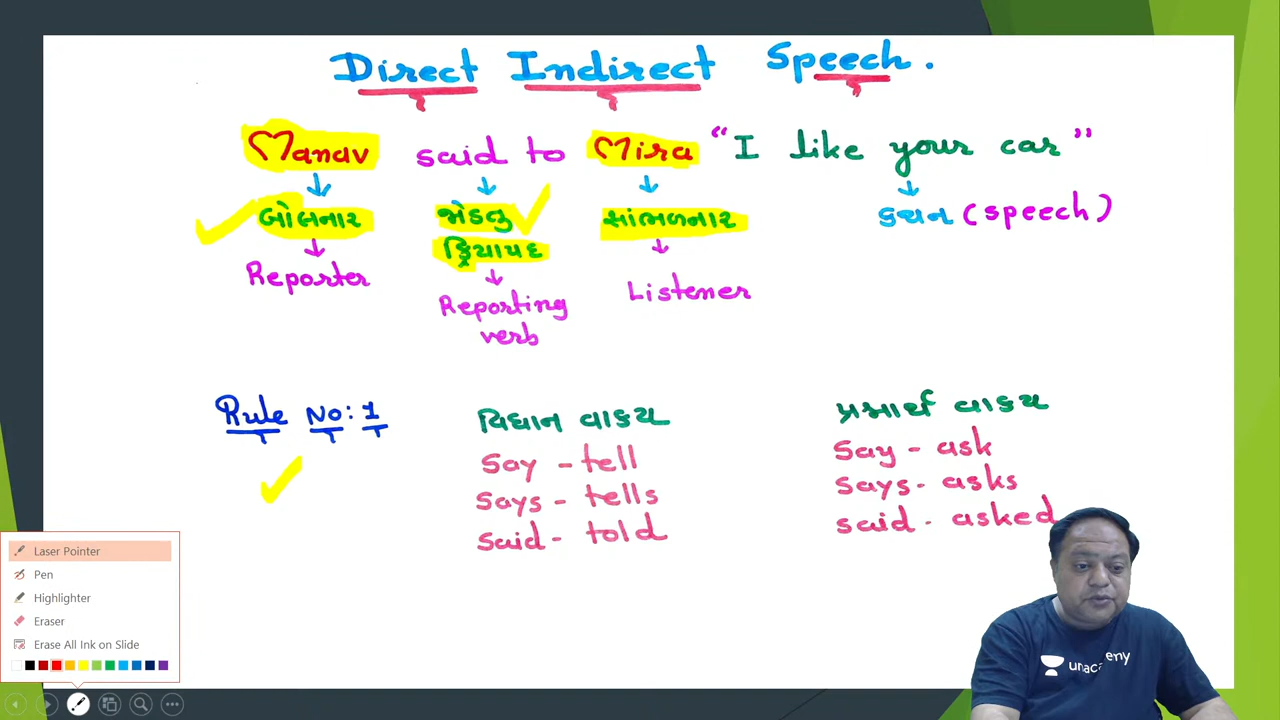 Direct Indirect Speech.
Manav said to Mira "I like your car"
બોલનાર જોડતુ સાંભળનાર કથન (speech)
ક્રિયાપદ
Reporter Reporting verb Listener
Rule No: 1
વિધાન વાક્ય
Say - tell
Says - tells
Said - told
પ્રશ્નાર્થ વાક્ય
Say - ask
Says - asks
said - asked
Laser Pointer
Pen
Highlighter
Eraser
Erase All Ink on Slide
unacademy